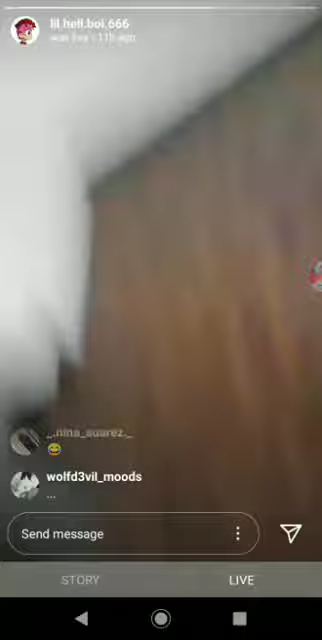 lil.hell.boi.666
was live • 11h ago
_.nina_suarez._
😂
wolfd3vil_moods
...
Send message
STORY
LIVE